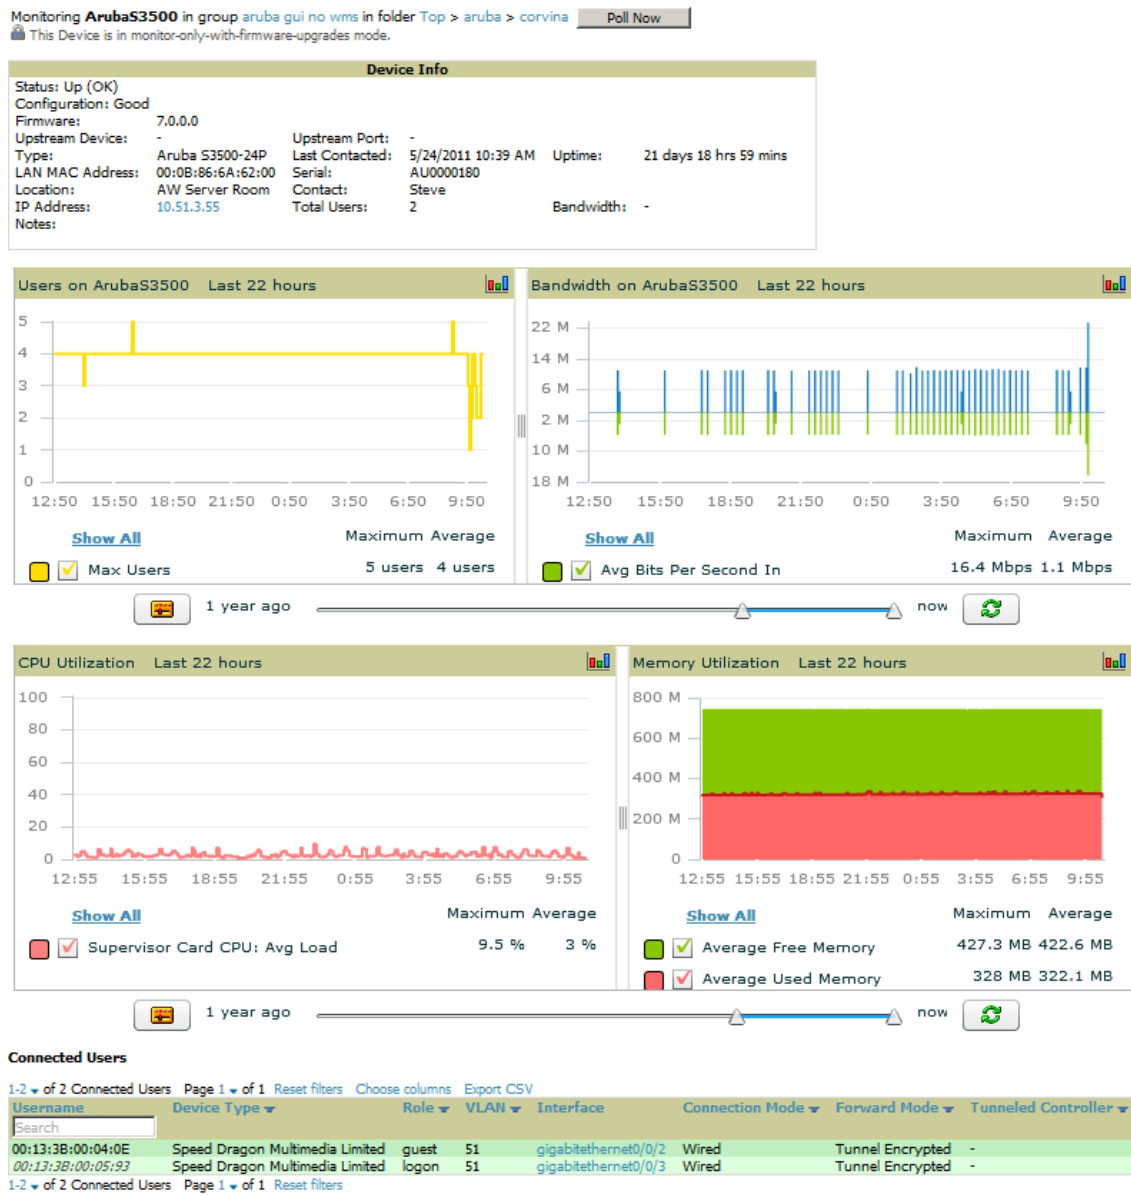 Monitoring ArubaS3500 in group aruba gui no wms in folder Top > aruba > corvina Poll Now
This Device is in monitor-only-with-firmware-upgrades mode.
Device Info
Status: Up (OK)
Configuration: Good
Firmware: 7.0.0.0
Upstream Device: - Upstream Port: -
Type: Aruba S3500-24P Last Contacted: 5/24/2011 10:39 AM Uptime: 21 days 18 hrs 59 mins
LAN MAC Address: 00:0B:86:6A:62:00 Serial: AU0000180
Location: AW Server Room Contact: Steve
IP Address: 10.51.3.55 Total Users: 2 Bandwidth: -
Notes:
Users on ArubaS3500 Last 22 hours
5
4
3
2
1
0
12:50 15:50 18:50 21:50 0:50 3:50 6:50 9:50
Show All Maximum Average
Max Users 5 users 4 users
Bandwidth on ArubaS3500 Last 22 hours
22 M
14 M
6 M
2 M
10 M
18 M
12:50 15:50 18:50 21:50 0:50 3:50 6:50 9:50
Show All Maximum Average
Avg Bits Per Second In 16.4 Mbps 1.1 Mbps
1 year ago now
CPU Utilization Last 22 hours
100
80
60
40
20
0
12:55 15:55 18:55 21:55 0:55 3:55 6:55 9:55
Show All Maximum Average
Supervisor Card CPU: Avg Load 9.5 % 3 %
Memory Utilization Last 22 hours
800 M
600 M
400 M
200 M
0
12:55 15:55 18:55 21:55 0:55 3:55 6:55 9:55
Show All Maximum Average
Average Free Memory 427.3 MB 422.6 MB
Average Used Memory 328 MB 322.1 MB
1 year ago now
Connected Users
1-2 of 2 Connected Users Page 1 of 1 Reset filters Choose columns Export CSV
Username Device Type Role VLAN Interface Connection Mode Forward Mode Tunneled Controller
Search
00:13:3B:00:04:0E Speed Dragon Multimedia Limited guest 51 gigabitethernet0/0/2 Wired Tunnel Encrypted -
00:13:3B:00:05:93 Speed Dragon Multimedia Limited logon 51 gigabitethernet0/0/3 Wired Tunnel Encrypted -
1-2 of 2 Connected Users Page 1 of 1 Reset filters